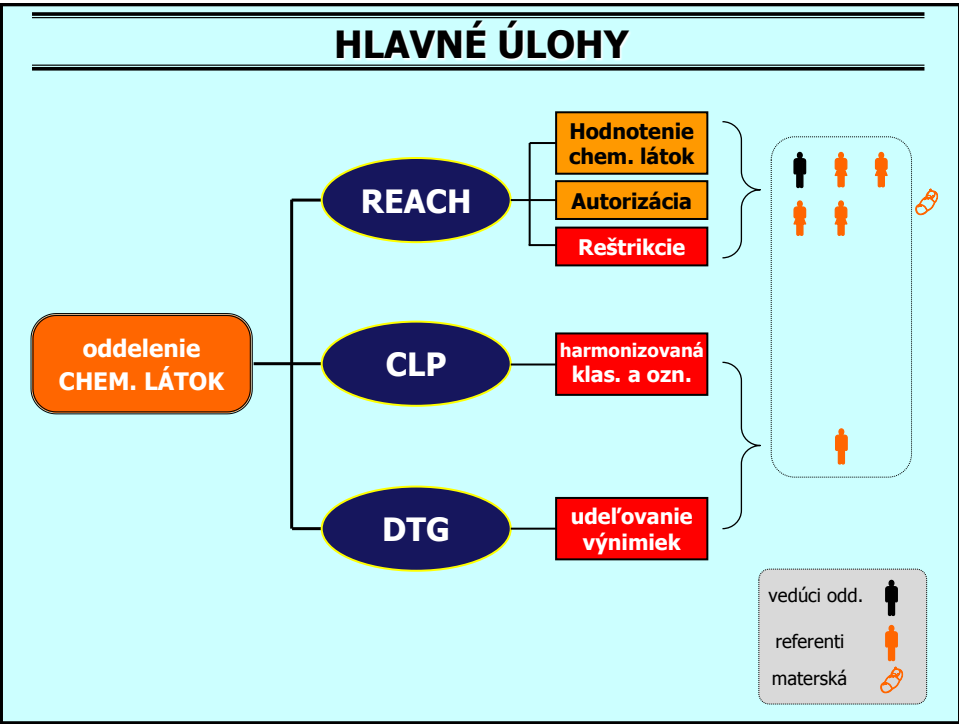 HLAVNÉ ÚLOHY
oddelenie
CHEM. LÁTOK
REACH
Hodnotenie
chem. látok
Autorizácia
Reštrikcie
CLP
harmonizovaná
klas. a ozn.
DTG
udeľovanie
výnimiek
vedúci odd.
referenti
materská